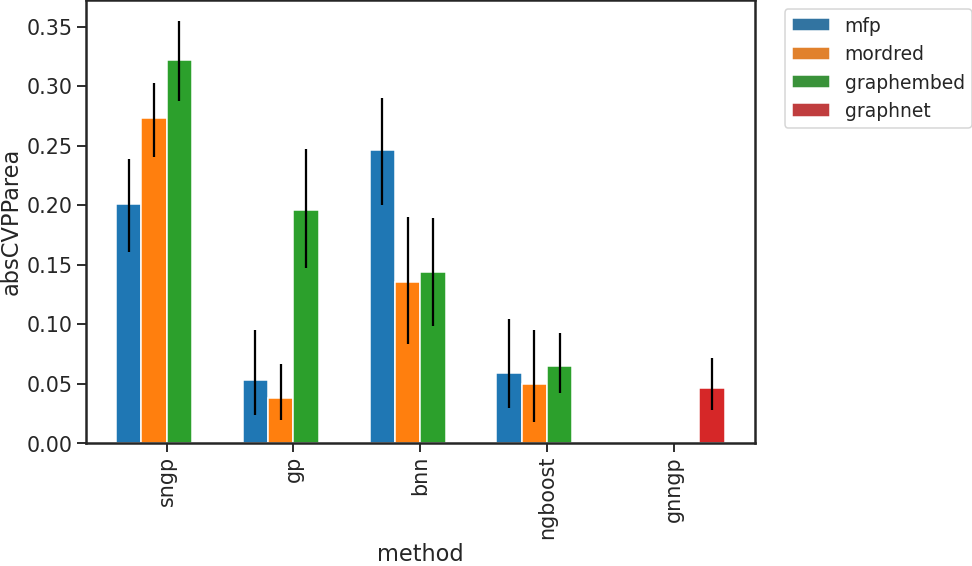 0.35
0.30
0.25
0.20
0.15
0.10
0.05
0.00
absCVPParea
sngp
gp
bnn
ngboost
gnngp
method
mfp
mordred
graphembed
graphnet